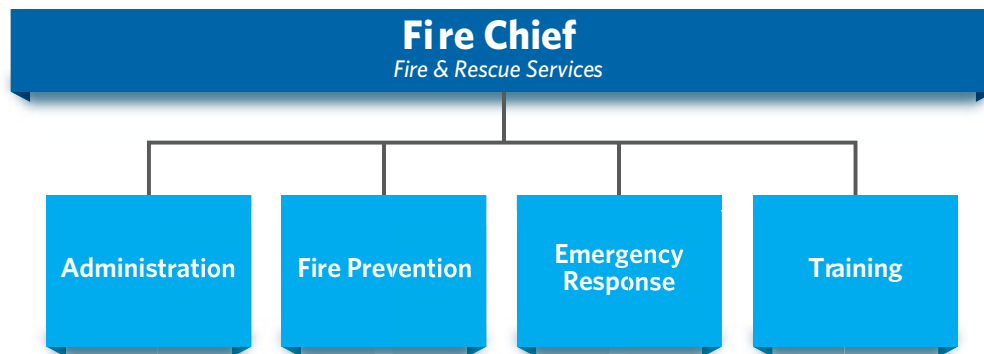 Fire Chief
Fire & Rescue Services
Administration
Fire Prevention
Emergency
Response
Training